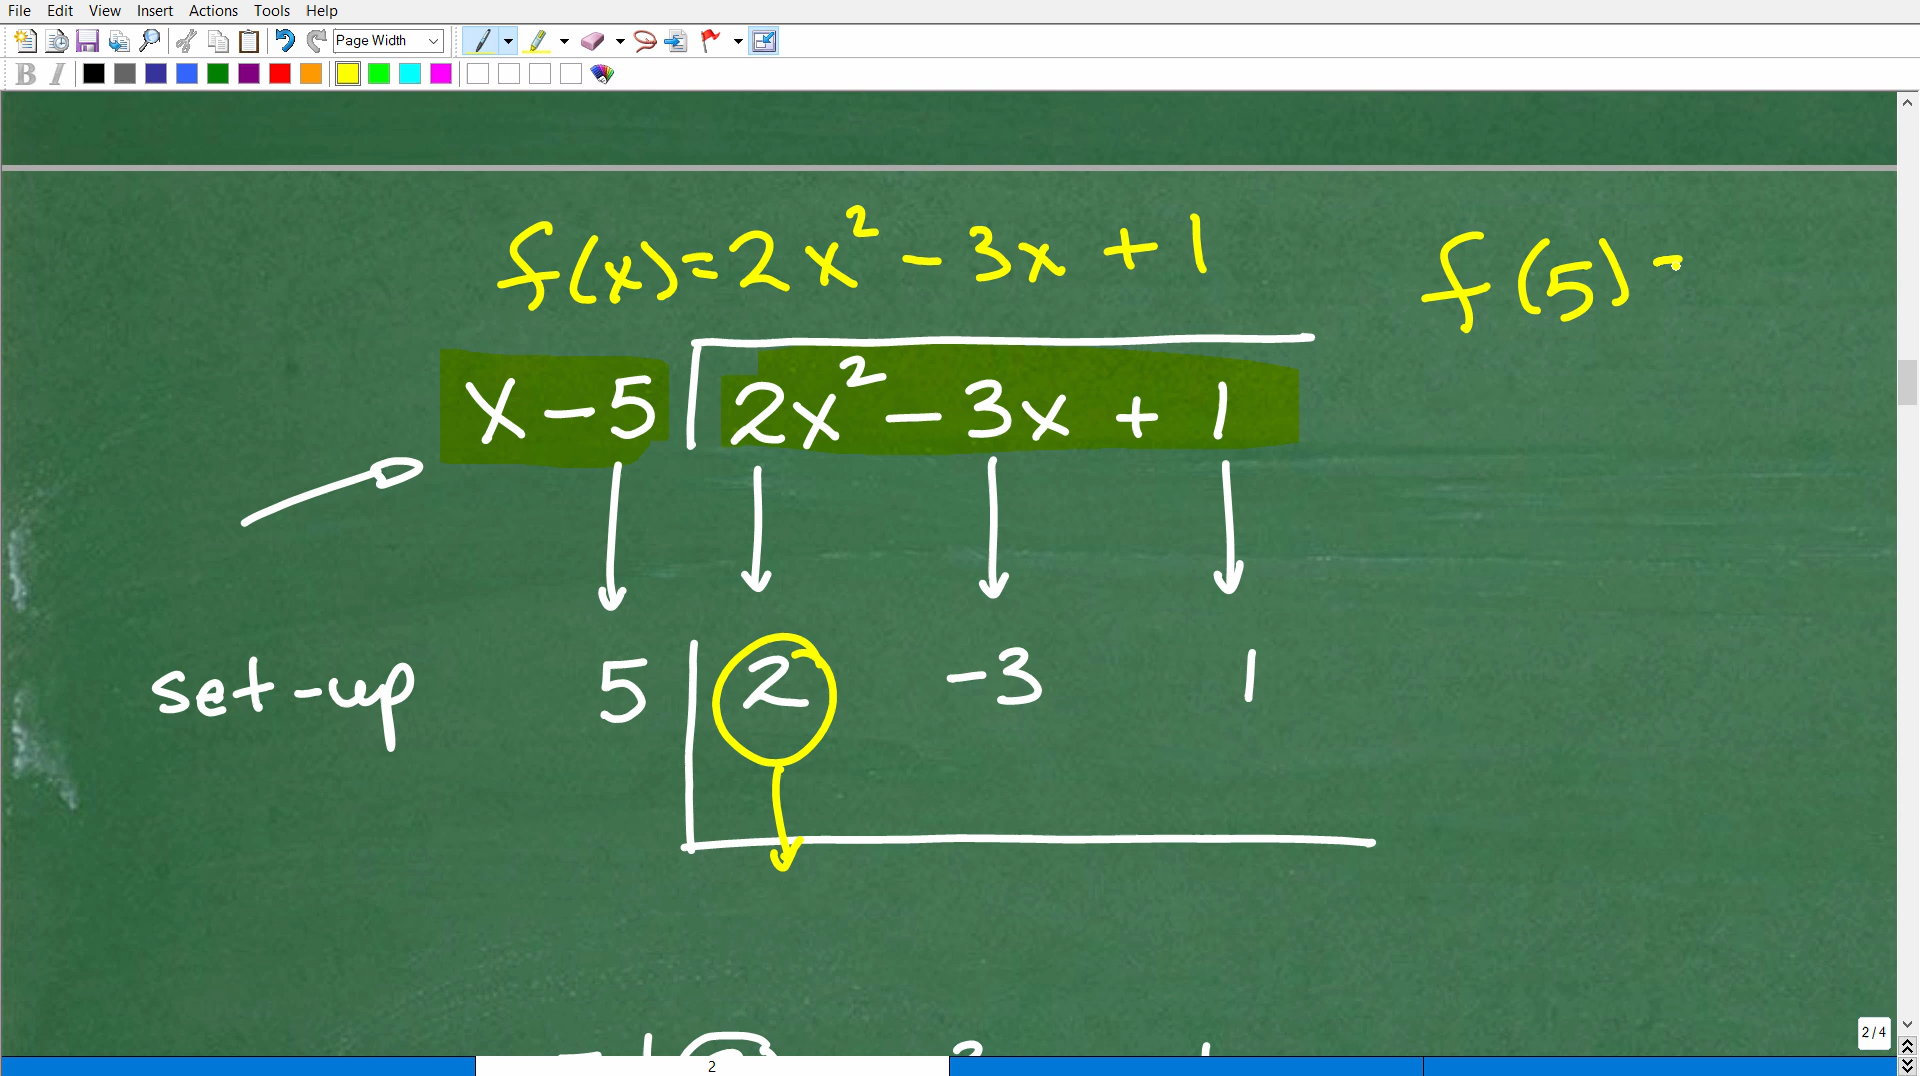 File Edit View Insert Actions Tools Help
Page Width
B I
f(x)=2x² - 3x + 1
f(5) =
x - 5 2x² - 3x + 1
set-up 5 2 -3 1
2 / 4
2